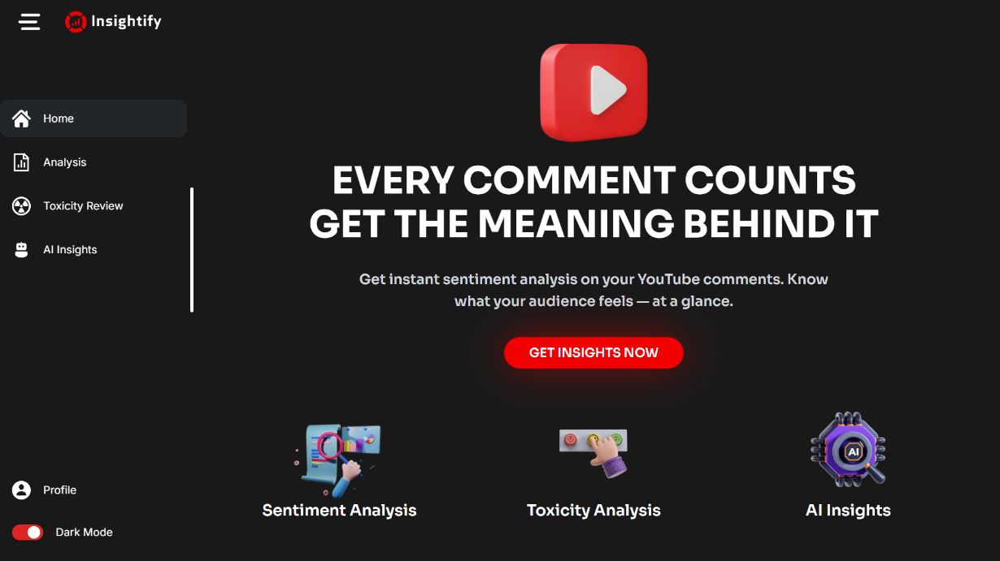 Insightify
Home
Analysis
Toxicity Review
AI Insights
Profile
Dark Mode
EVERY COMMENT COUNTS
GET THE MEANING BEHIND IT
Get instant sentiment analysis on your YouTube comments. Know
what your audience feels — at a glance.
GET INSIGHTS NOW
Sentiment Analysis
Toxicity Analysis
AI
AI Insights